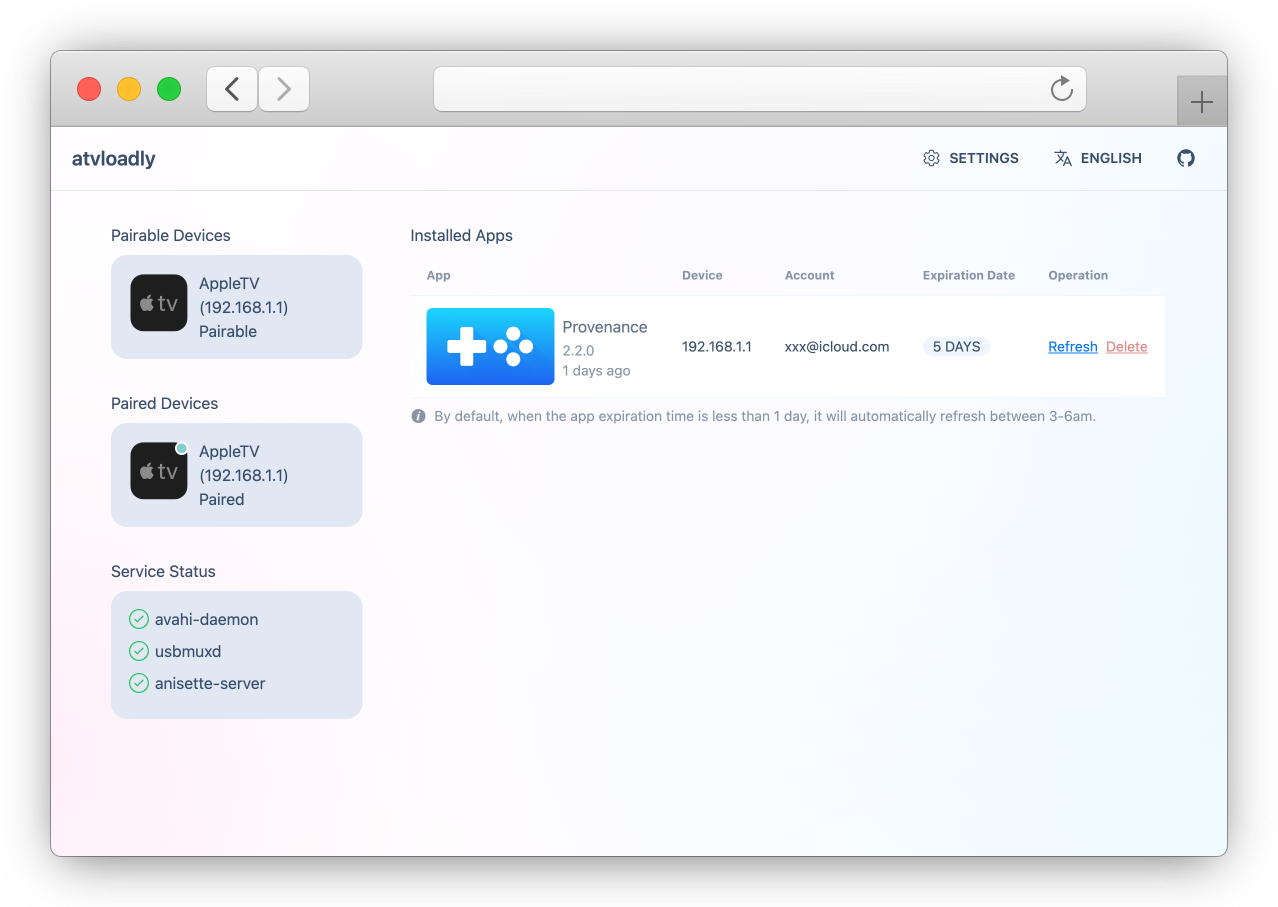 atvloadly
SETTINGS
ENGLISH
Pairable Devices
tv
AppleTV
(192.168.1.1)
Pairable
Paired Devices
tv
AppleTV
(192.168.1.1)
Paired
Service Status
avahi-daemon
usbmuxd
anisette-server
Installed Apps
App Device Account Expiration Date Operation
Provenance
2.2.0
1 days ago
192.168.1.1 xxx@icloud.com 5 DAYS Refresh Delete
By default, when the app expiration time is less than 1 day, it will automatically refresh between 3-6am.